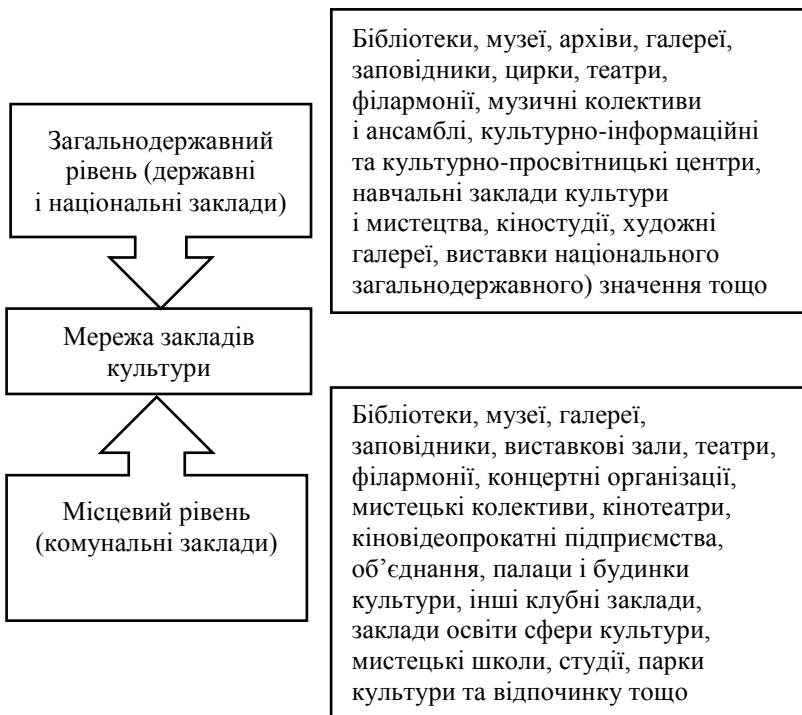 Загальнодержавний
рівень (державні
і національні заклади)
Бібліотеки, музеї, архіви, галереї,
заповідники, цирки, театри,
філармонії, музичні колективи
і ансамблі, культурно-інформаційні
та культурно-просвітницькі центри,
навчальні заклади культури
і мистецтва, кіностудії, художні
галереї, виставки національного
загальнодержавного) значення тощо
Мережа закладів
культури
Місцевий рівень
(комунальні заклади)
Бібліотеки, музеї, галереї,
заповідники, виставкові зали, театри,
філармонії, концертні організації,
мистецькі колективи, кінотеатри,
кіновідеопрокатні підприємства,
об’єднання, палаци і будинки
культури, інші клубні заклади,
заклади освіти сфери культури,
мистецькі школи, студії, парки
культури та відпочинку тощо